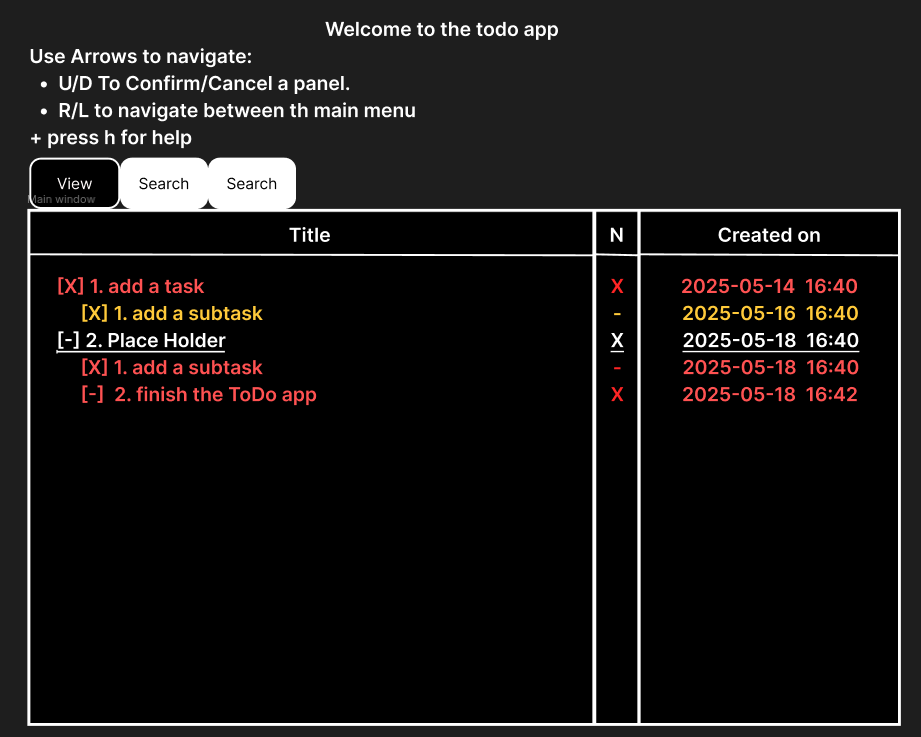 Welcome to the todo app
Use Arrows to navigate:
• U/D To Confirm/Cancel a panel.
• R/L to navigate between th main menu
+ press h for help
View Search Search
Main window
Title N Created on
[X] 1. add a task X 2025-05-14 16:40
[X] 1. add a subtask - 2025-05-16 16:40
[-] 2. Place Holder X 2025-05-18 16:40
[X] 1. add a subtask - 2025-05-18 16:40
[-] 2. finish the ToDo app X 2025-05-18 16:42